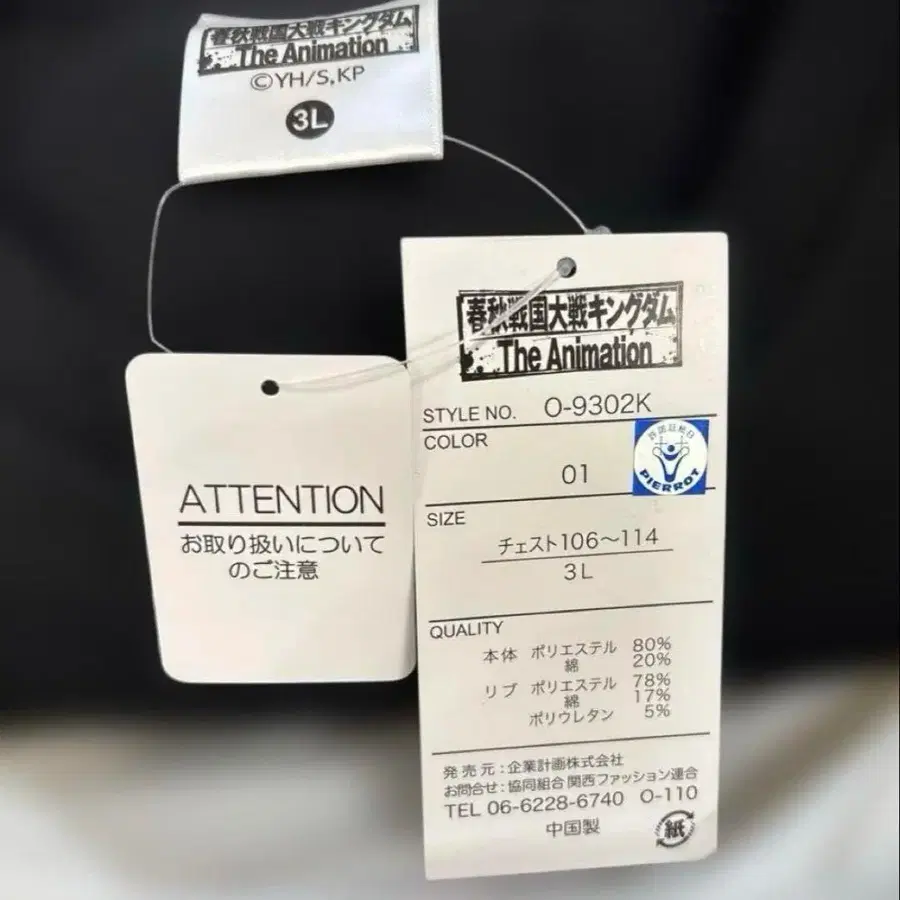 春秋戦国大戦キングダム
The Animation
©YH/S,KP
3L
ATTENTION
お取り扱いについて
のご注意
春秋戦国大戦キングダム
The Animation
STYLE NO. O-9302K
COLOR
01
PIERROT
SIZE
チェスト106〜114
3L
QUALITY
本体 ポリエステル 80%
綿 20%
リブ ポリエステル 78%
綿 17%
ポリウレタン 5%
発売元:企業計画株式会社
お問合せ:協同組合 関西ファッション連合
TEL 06-6228-6740 O-110
中国製
紙